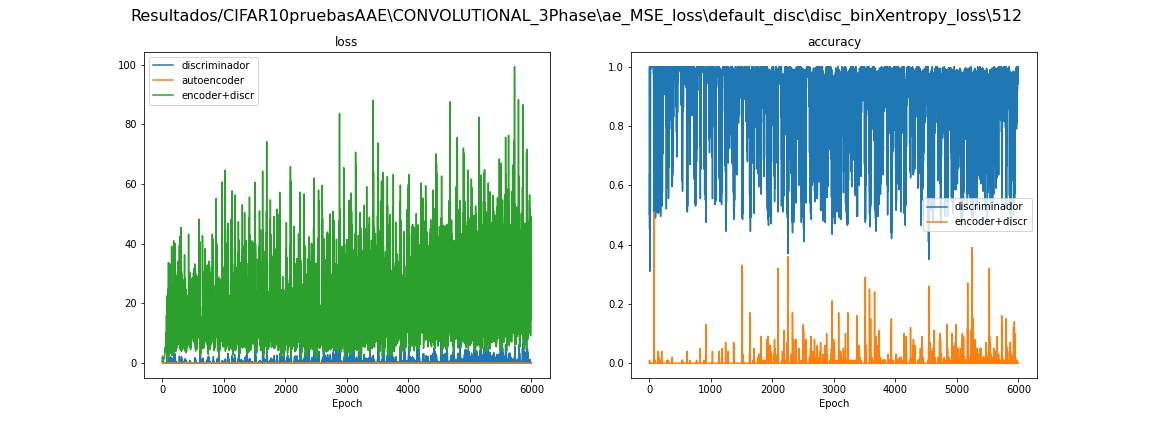 Resultados/CIFAR10pruebasAAE\CONVOLUTIONAL_3Phase\ae_MSE_loss\default_disc\disc_binXentropy_loss\512
loss
discriminador
autoencoder
encoder+discr
100
80
60
40
20
0
0 1000 2000 3000 4000 5000 6000
Epoch
accuracy
1.0
0.8
0.6
0.4
0.2
0.0
discriminador
encoder+discr
0 1000 2000 3000 4000 5000 6000
Epoch